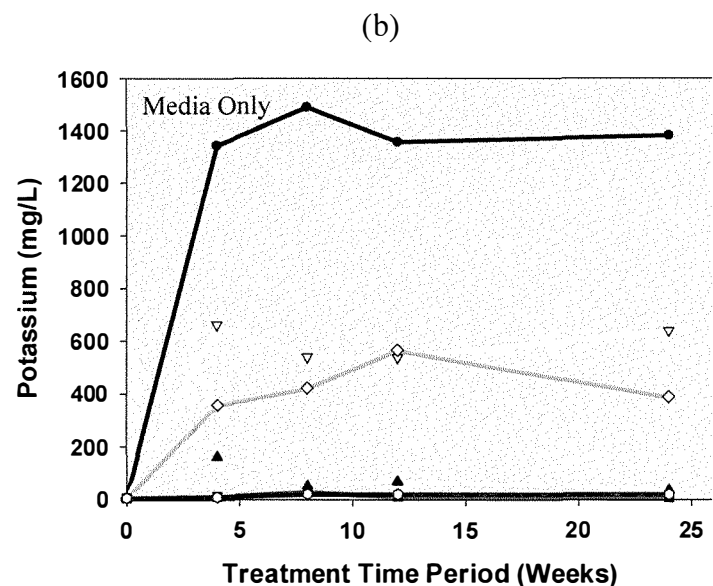 (b)
1600
Media Only
1400
1200
1000
800
600
400
200
0
Potassium (mg/L)
0 5 10 15 20 25
Treatment Time Period (Weeks)